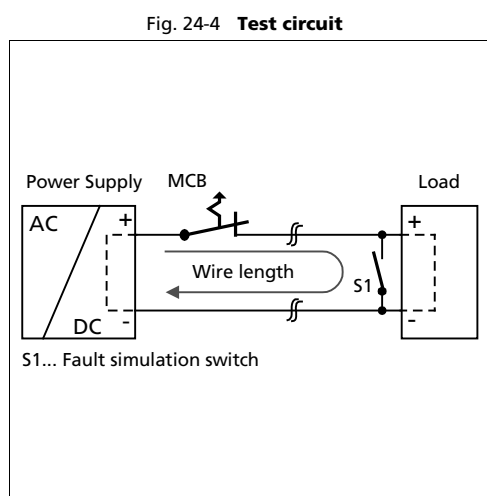 Fig. 24-4 Test circuit
Power Supply MCB Load
AC + +
Wire length S1
DC - -
S1... Fault simulation switch